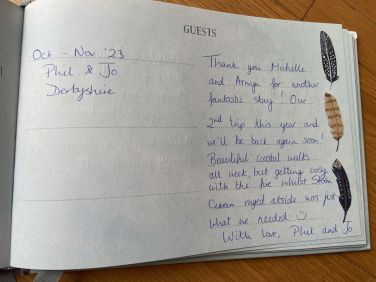 GUESTS
Oct - Nov '23
Phil & Jo
Derbyshire
Thank you Michelle
and Armyn for another
fantastic stay! Our
2nd trip this year and
we'll be back again soon!
Beautiful coastal walks
all week, but getting cosy
with the fire whilst Storm
Ciaran raged outside was just
what we needed ☺
With love, Phil and Jo